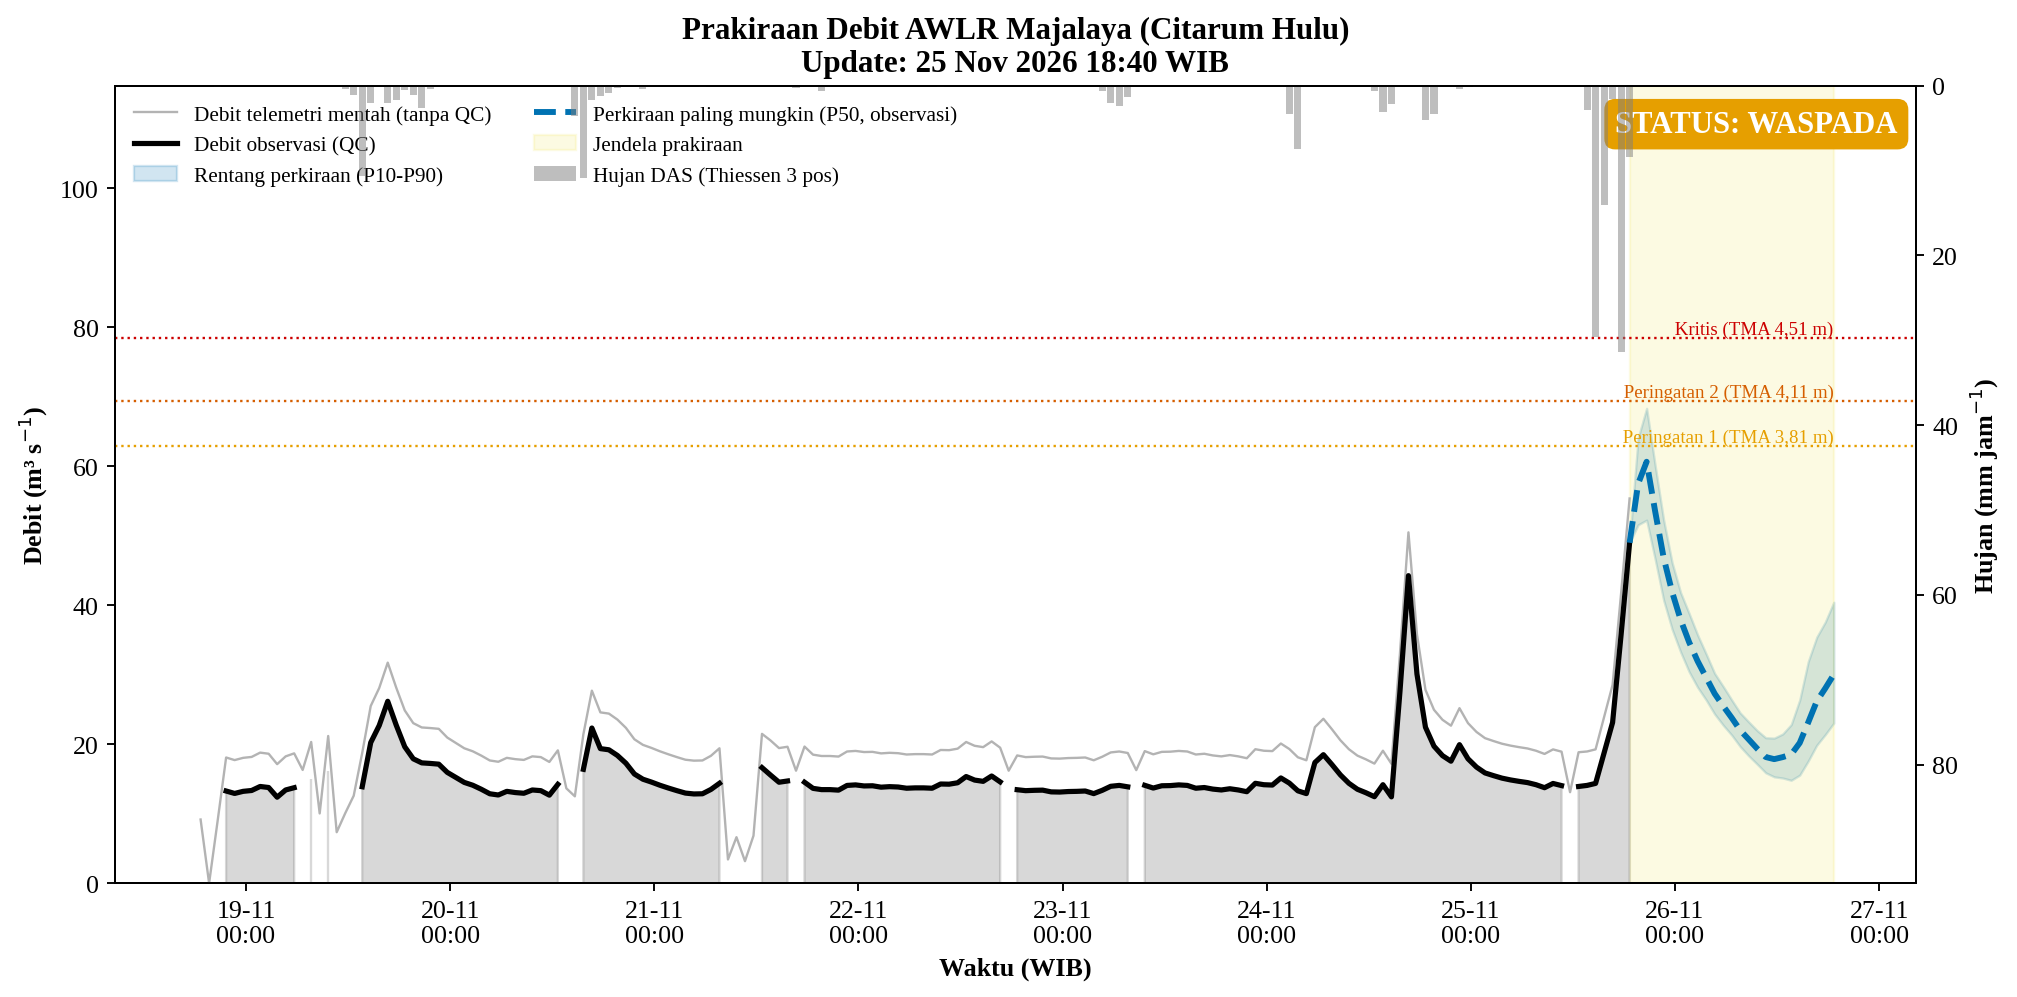 Prakiraan Debit AWLR Majalaya (Citarum Hulu)
Update: 25 Nov 2026 18:40 WIB
Debit telemetri mentah (tanpa QC)
Debit observasi (QC)
Rentang perkiraan (P10-P90)
Perkiraan paling mungkin (P50, observasi)
Jendela prakiraan
Hujan DAS (Thiessen 3 pos)
STATUS: WASPADA
Kritis (TMA 4,51 m)
Peringatan 2 (TMA 4,11 m)
Peringatan 1 (TMA 3,81 m)
Debit (m³ s⁻¹)
100
80
60
40
20
0
Hujan (mm jam⁻¹)
0
20
40
60
80
19-11 00:00
20-11 00:00
21-11 00:00
22-11 00:00
23-11 00:00
24-11 00:00
25-11 00:00
26-11 00:00
27-11 00:00
Waktu (WIB)